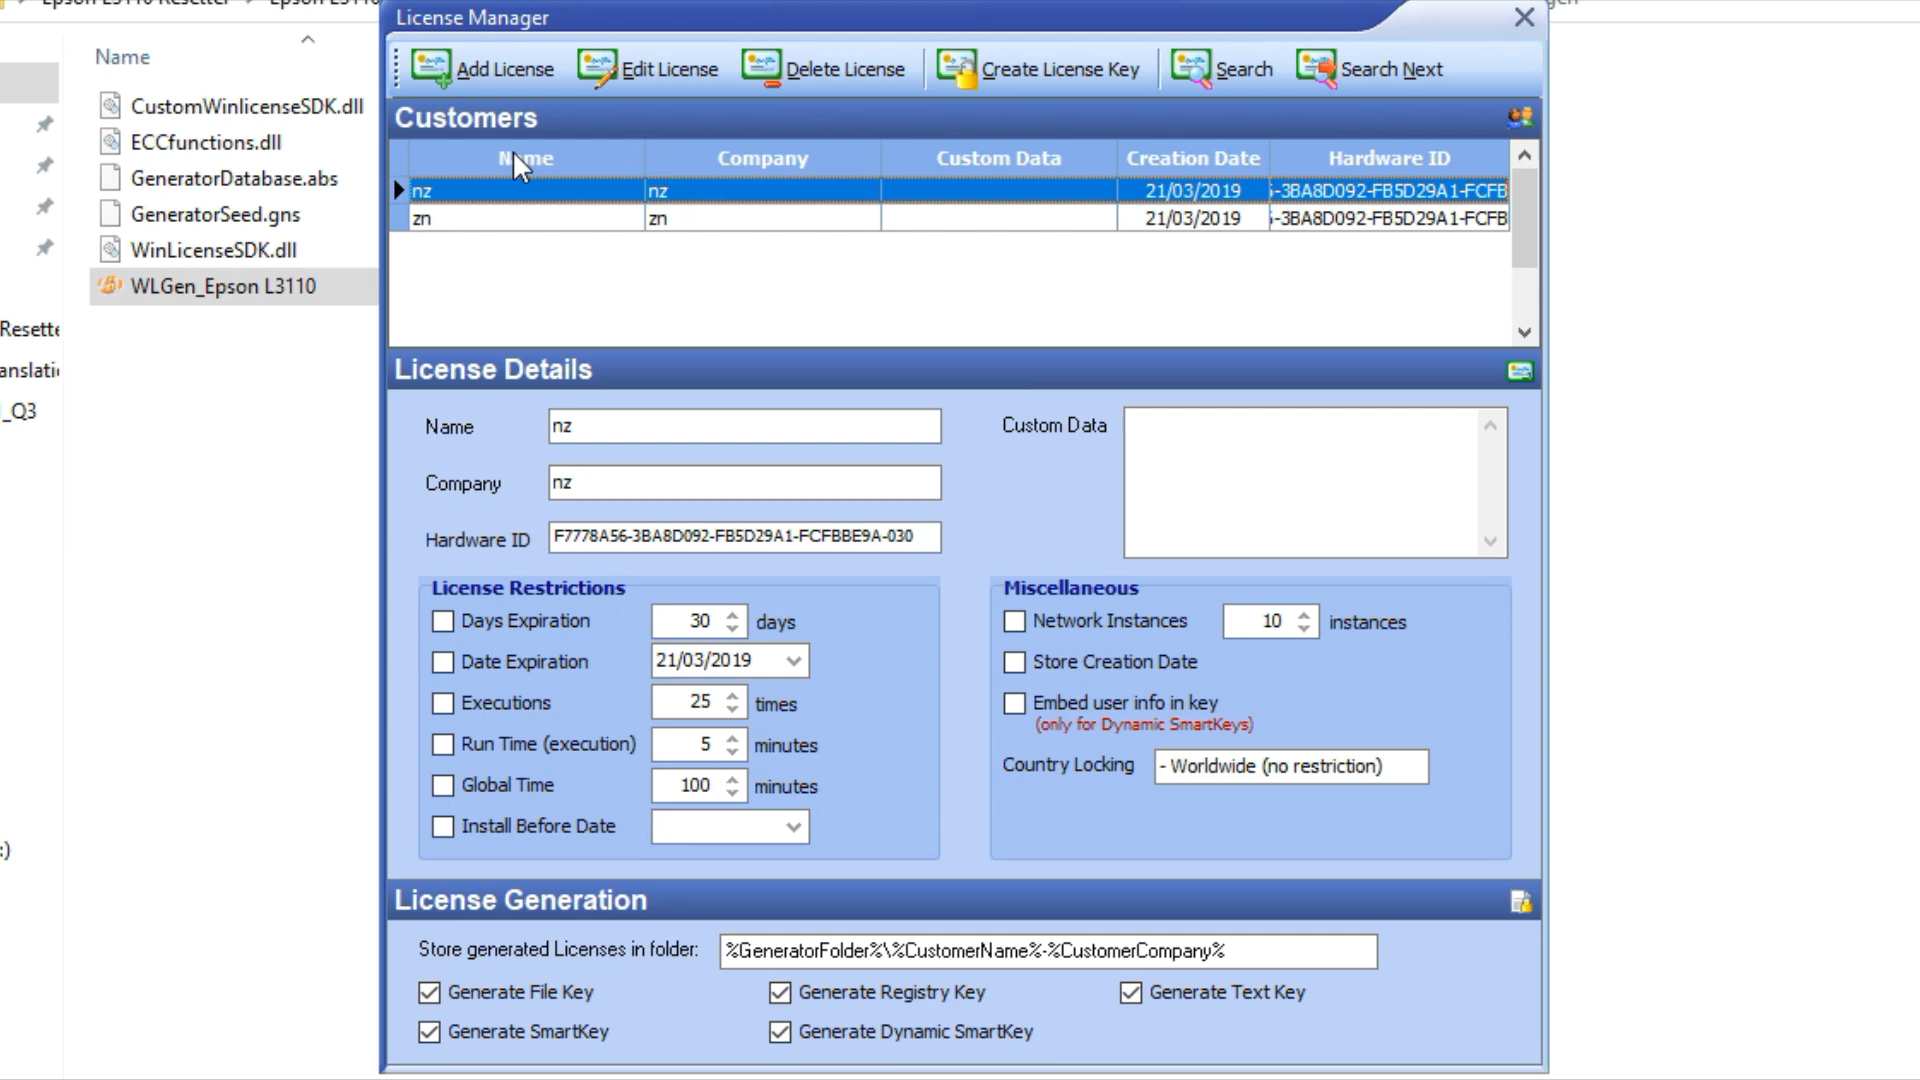 Epson L3110 Resetter
License Manager
Name
CustomWinlicenseSDK.dll
ECCfunctions.dll
GeneratorDatabase.abs
GeneratorSeed.gns
WinLicenseSDK.dll
WLGen_Epson L3110
_Q3
:)
Add License
Edit License
Delete License
Create License Key
Search
Search Next
Customers
Name Company Custom Data Creation Date Hardware ID
nz nz 21/03/2019 -3BA8D092-FB5D29A1-FCFB
zn zn 21/03/2019 -3BA8D092-FB5D29A1-FCFB
License Details
Name nz
Custom Data
Company nz
Hardware ID F7778A56-3BA8D092-FB5D29A1-FCFBBE9A-030
License Restrictions
Days Expiration 30 days
Date Expiration 21/03/2019
Executions 25 times
Run Time (execution) 5 minutes
Global Time 100 minutes
Install Before Date
Miscellaneous
Network Instances 10 instances
Store Creation Date
Embed user info in key
(only for Dynamic SmartKeys)
Country Locking - Worldwide (no restriction)
License Generation
Store generated Licenses in folder: %GeneratorFolder%\%CustomerName%-%CustomerCompany%
Generate File Key Generate Registry Key Generate Text Key
Generate SmartKey Generate Dynamic SmartKey